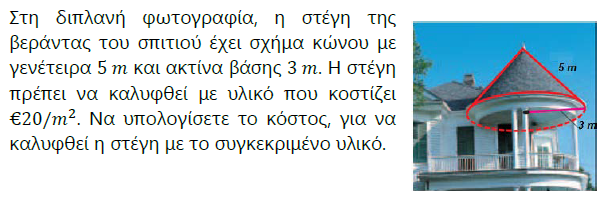 Στη διπλανή φωτογραφία, η στέγη της
βεράντας του σπιτιού έχει σχήμα κώνου με
γενέτειρα 5 m και ακτίνα βάσης 3 m. Η στέγη
πρέπει να καλυφθεί με υλικό που κοστίζει
€20/m². Να υπολογίσετε το κόστος, για να
καλυφθεί η στέγη με το συγκεκριμένο υλικό.
5 m
3 m